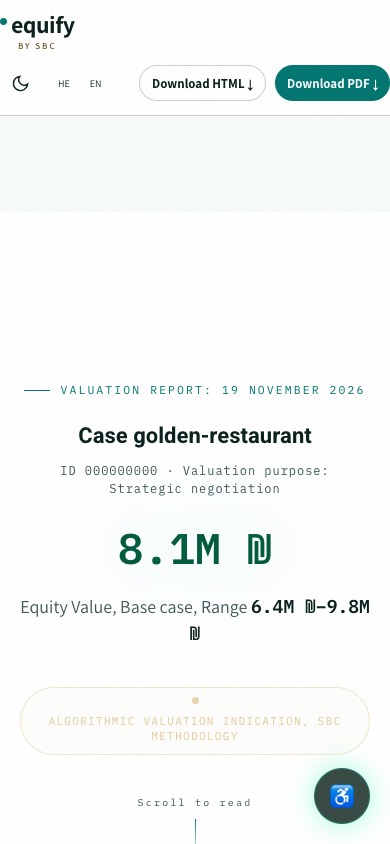 equify
BY SBC
HE EN Download HTML ↓ Download PDF ↓
VALUATION REPORT: 19 NOVEMBER 2026
Case golden-restaurant
ID 000000000 · Valuation purpose:
Strategic negotiation
8.1M ₪
Equity Value, Base case, Range 6.4M ₪–9.8M
₪
ALGORITHMIC VALUATION INDICATION, SBC
METHODOLOGY
Scroll to read